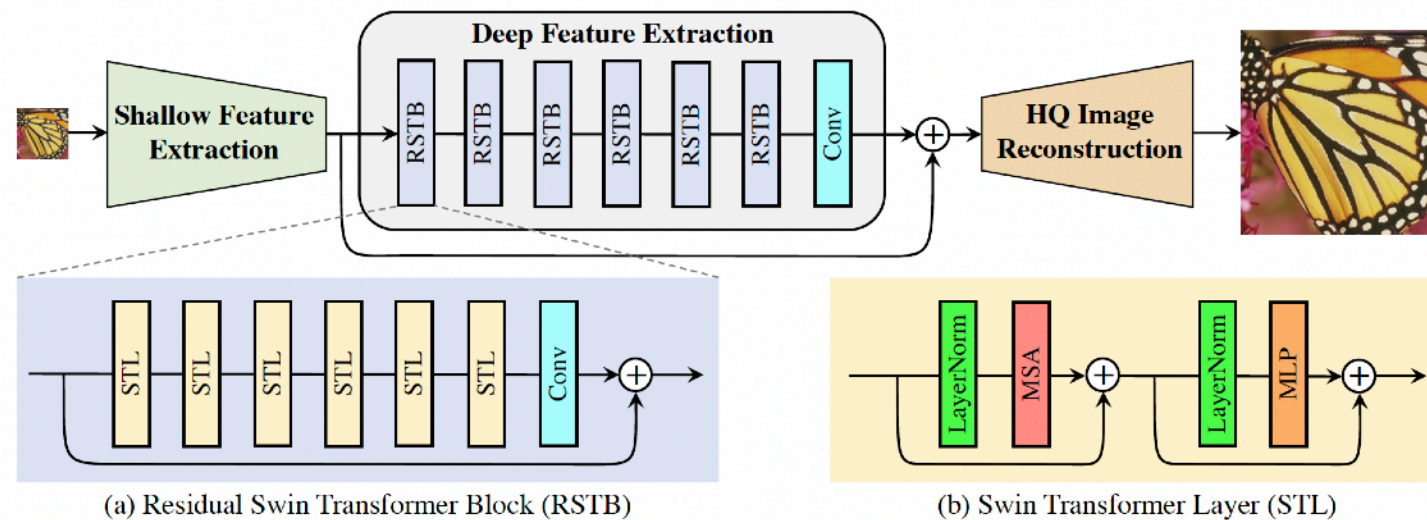 Deep Feature Extraction
Shallow Feature
Extraction
RSTB
RSTB
RSTB
RSTB
RSTB
RSTB
Conv
+
HQ Image
Reconstruction
STL
STL
STL
STL
STL
STL
Conv
+
(a) Residual Swin Transformer Block (RSTB)
LayerNorm
MSA
+
LayerNorm
MLP
+
(b) Swin Transformer Layer (STL)